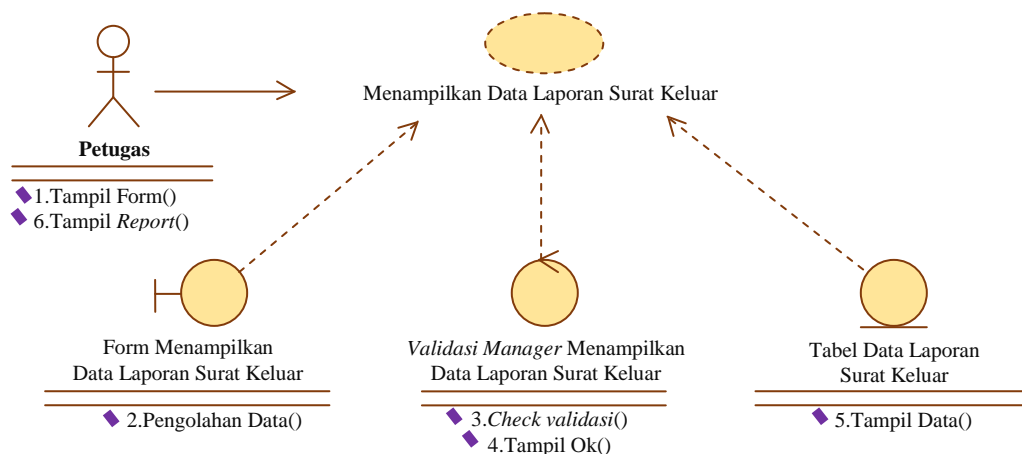 Menampilkan Data Laporan Surat Keluar
Petugas
1.Tampil Form()
6.Tampil Report()
Form Menampilkan
Data Laporan Surat Keluar
2.Pengolahan Data()
Validasi Manager Menampilkan
Data Laporan Surat Keluar
3.Check validasi()
4.Tampil Ok()
Tabel Data Laporan
Surat Keluar
5.Tampil Data()